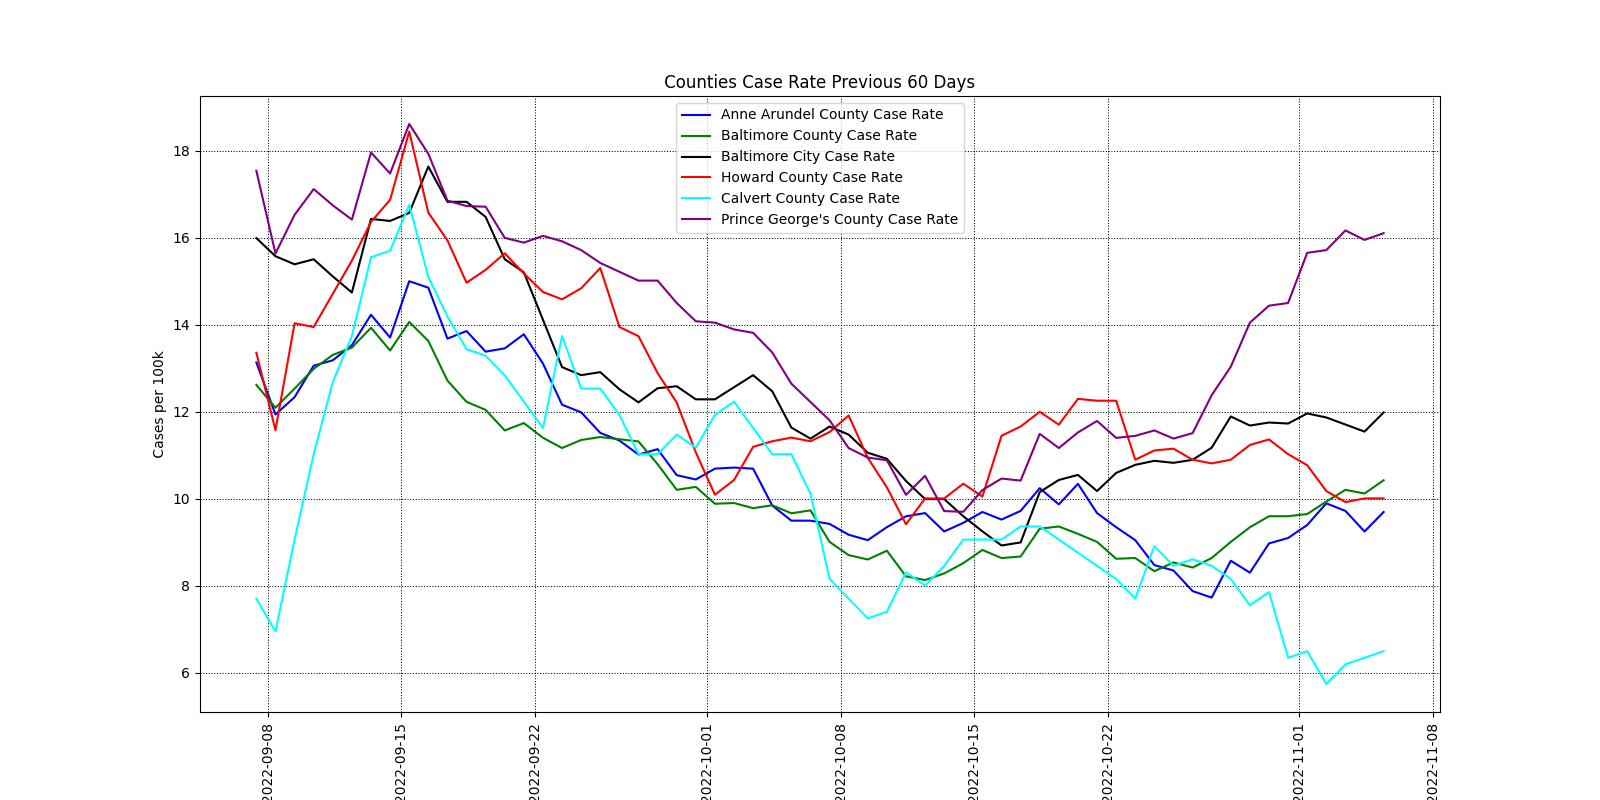 Counties Case Rate Previous 60 Days
Anne Arundel County Case Rate
Baltimore County Case Rate
Baltimore City Case Rate
Howard County Case Rate
Calvert County Case Rate
Prince George's County Case Rate
Cases per 100k
18
16
14
12
10
8
6
2022-09-08
2022-09-15
2022-09-22
2022-10-01
2022-10-08
2022-10-15
2022-10-22
2022-11-01
2022-11-08